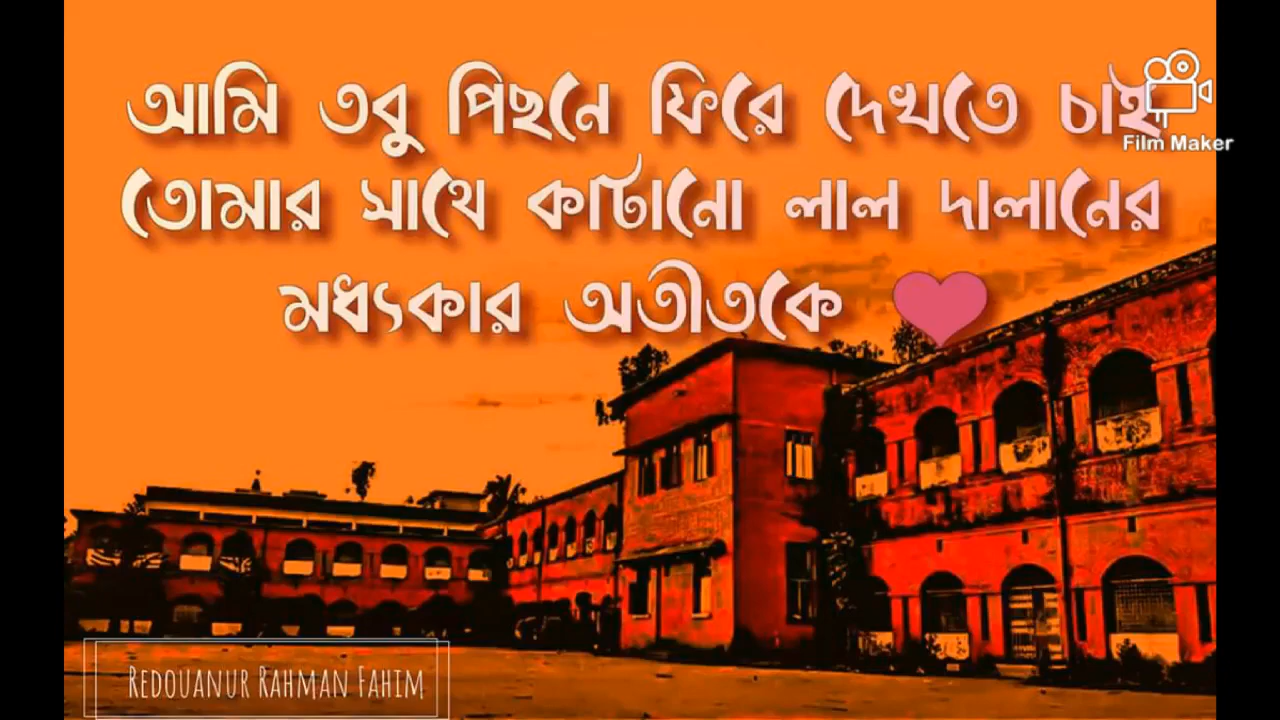 আমি তবু পিছনে ফিরে দেখতে চাই
Film Maker
তোমার সাথে কাটানো লাল দালানের
মধ্যকার অতীতকে
REDOUANUR RAHMAN FAHIM